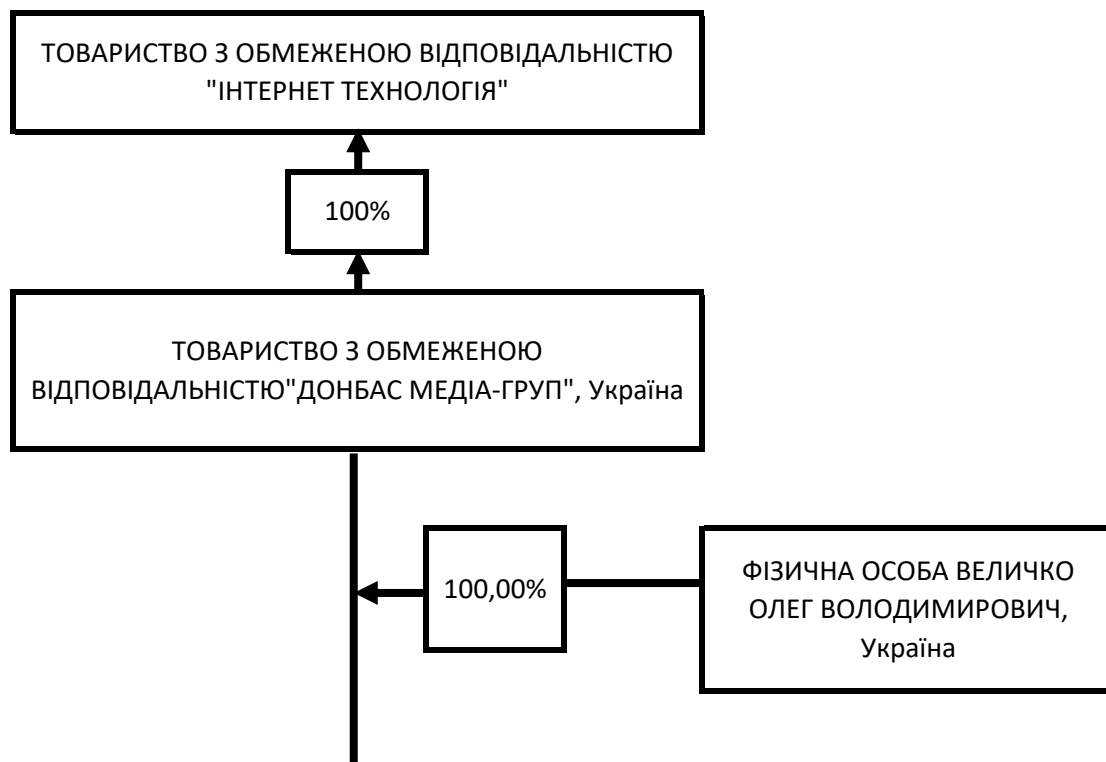 ТОВАРИСТВО З ОБМЕЖЕНОЮ ВІДПОВІДАЛЬНІСТЮ
"ІНТЕРНЕТ ТЕХНОЛОГІЯ"
100%
ТОВАРИСТВО З ОБМЕЖЕНОЮ
ВІДПОВІДАЛЬНІСТЮ"ДОНБАС МЕДІА-ГРУП", Україна
100,00%
ФІЗИЧНА ОСОБА ВЕЛИЧКО
ОЛЕГ ВОЛОДИМИРОВИЧ,
Україна